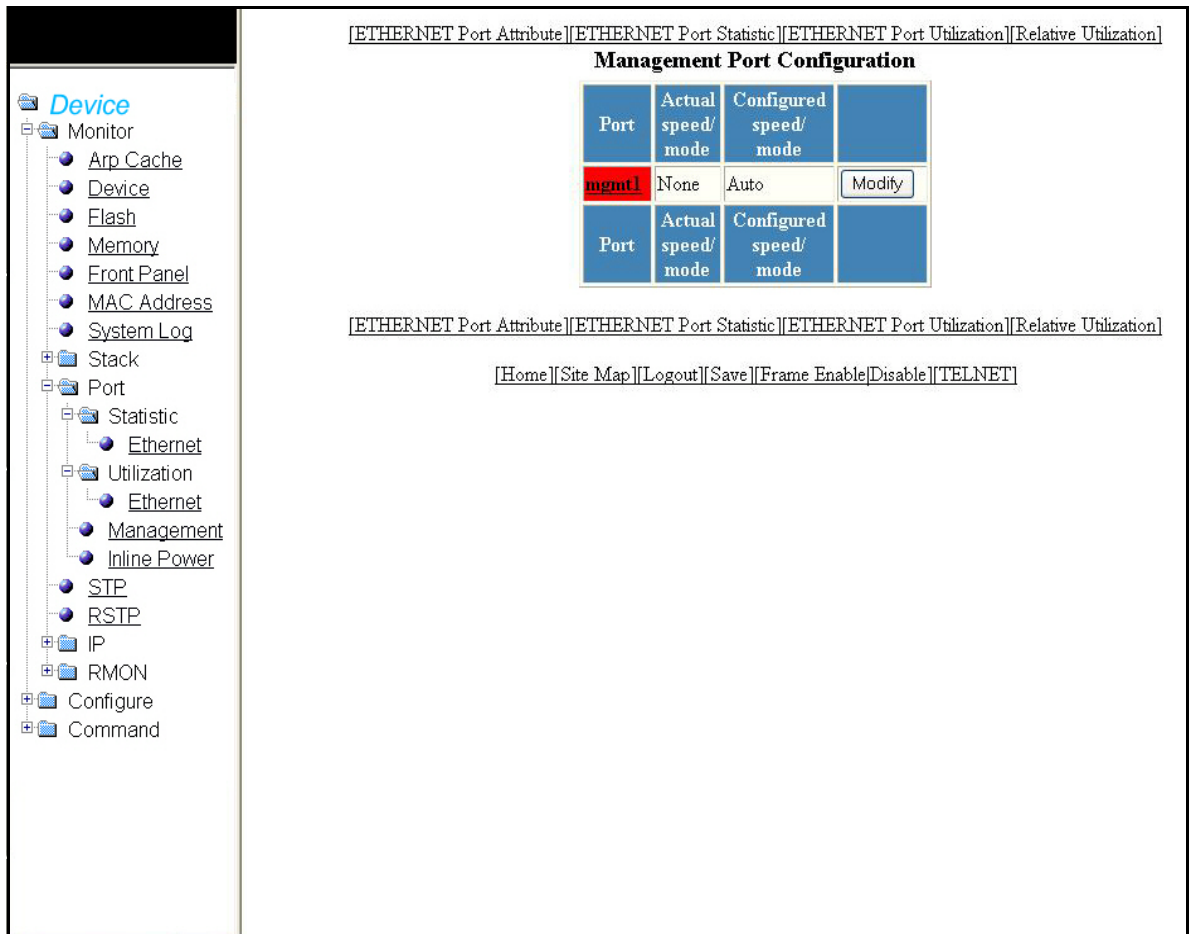 Device
Monitor
Arp Cache
Device
Flash
Memory
Front Panel
MAC Address
System Log
Stack
Port
Statistic
Ethernet
Utilization
Ethernet
Management
Inline Power
STP
RSTP
IP
RMON
Configure
Command
[ETHERNET Port Attribute][ETHERNET Port Statistic][ETHERNET Port Utilization][Relative Utilization]
Management Port Configuration
Port Actual speed/ mode Configured speed/ mode
mgmt1 None Auto Modify
Port Actual speed/ mode Configured speed/ mode
[ETHERNET Port Attribute][ETHERNET Port Statistic][ETHERNET Port Utilization][Relative Utilization]
[Home][Site Map][Logout][Save][Frame Enable|Disable][TELNET]